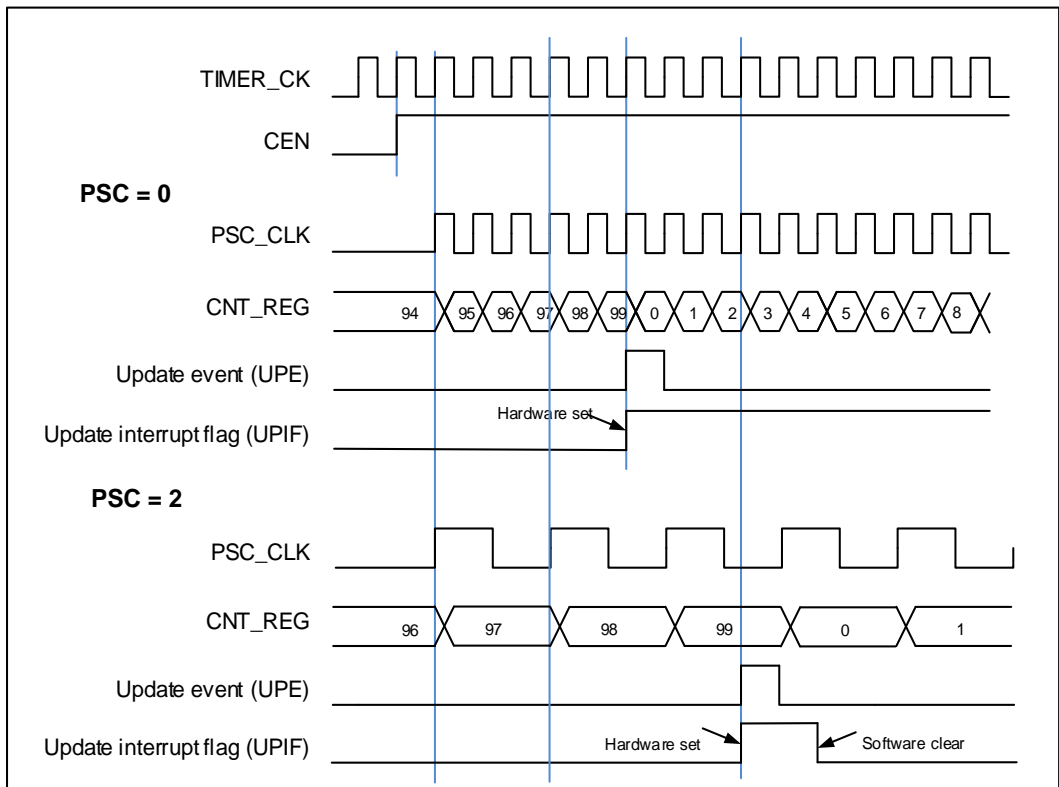 TIMER_CK
CEN
PSC = 0
PSC_CLK
CNT_REG 94 95 96 97 98 99 0 1 2 3 4 5 6 7 8
Update event (UPE)
Hardware set
Update interrupt flag (UPIF)
PSC = 2
PSC_CLK
CNT_REG 96 97 98 99 0 1
Update event (UPE)
Update interrupt flag (UPIF) Hardware set Software clear